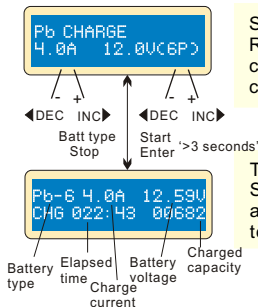 Pb CHARGE
4.0A 12.0V(6P)
- + - +
DEC INC DEC INC
Batt type Start
Stop Enter '>3 seconds'
Pb-6 4.0A 12.59V
CHG 022:43 00682
Battery type
Elapsed time
Charge current
Battery voltage
Charged capacity